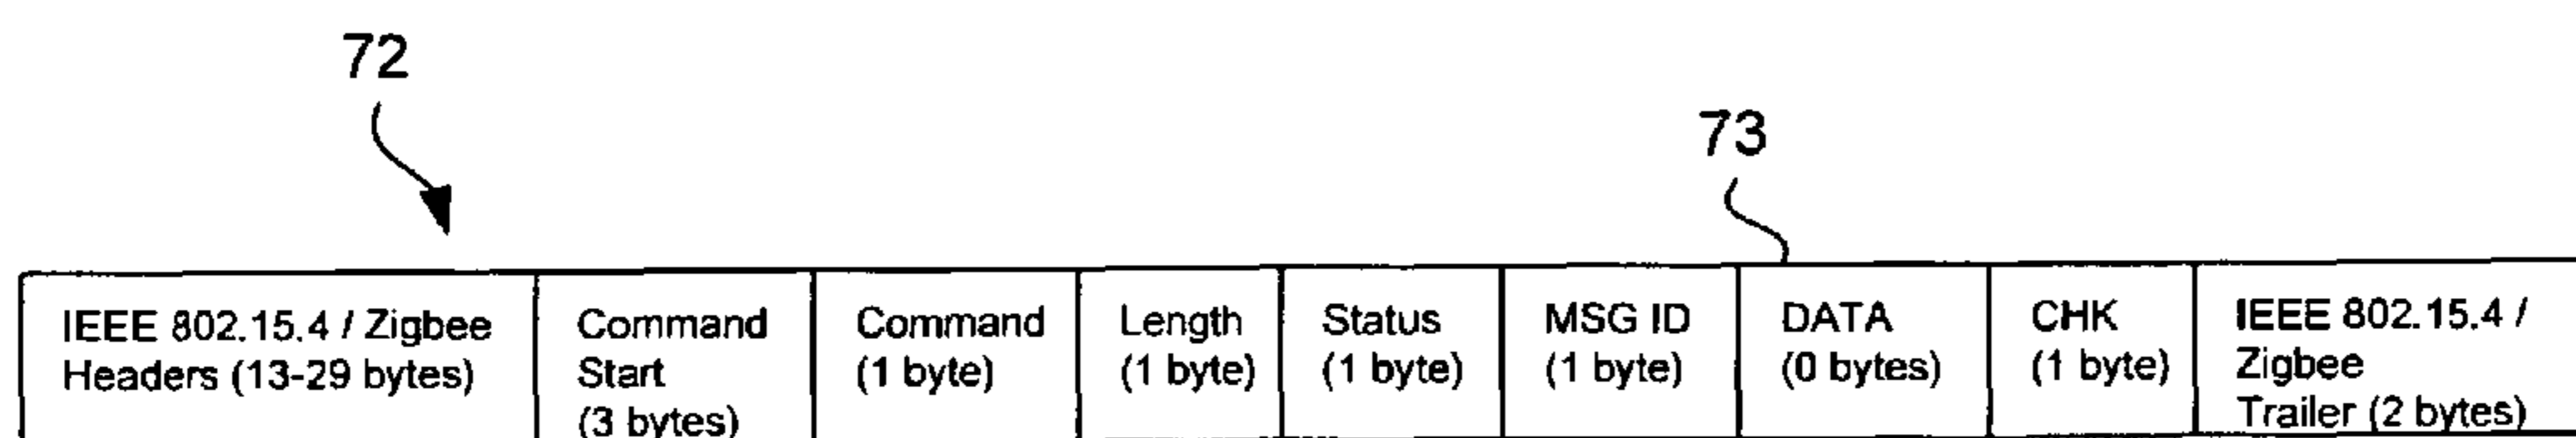 72
73
IEEE 802.15.4 / Zigbee
Headers (13-29 bytes)
Command
Start
(3 bytes)
Command
(1 byte)
Length
(1 byte)
Status
(1 byte)
MSG ID
(1 byte)
DATA
(0 bytes)
CHK
(1 byte)
IEEE 802.15.4 /
Zigbee
Trailer (2 bytes)